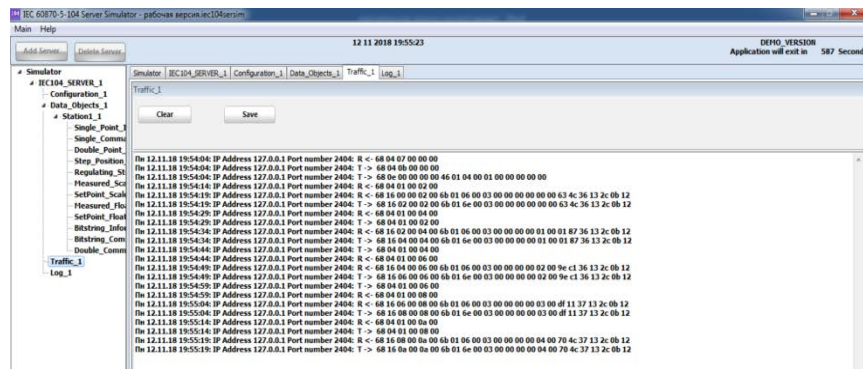 IEC 60870-5-104 Server Simulator - рабочая версия.iec104sersim
Main Help
Add Server Delete Server
12 11 2018 19:55:23
DEMO_VERSION
Application will exit in 587 Second
Simulator
IEC104_SERVER_1
Configuration_1
Data_Objects_1
Station1_1
Single_Point_I
Single_Comma
Double_Point_
Step_Position_
Regulating_St
Measured_Sca
SetPoint_Scale
Measured_Flo
SetPoint_Float
Bitstring_Infor
Bitstring_Com
Double_Comm
Traffic_1
Log_1
Simulator IEC104_SERVER_1 Configuration_1 Data_Objects_1 Traffic_1 Log_1
Traffic_1
Clear Save
Пн 12.11.18 19:54:04: IP Address 127.0.0.1 Port number 2404: R <- 68 04 07 00 00 00
Пн 12.11.18 19:54:04: IP Address 127.0.0.1 Port number 2404: T -> 68 04 0b 00 00 00
Пн 12.11.18 19:54:04: IP Address 127.0.0.1 Port number 2404: T -> 68 0e 00 00 00 00 46 01 04 00 01 00 00 00 00 00
Пн 12.11.18 19:54:14: IP Address 127.0.0.1 Port number 2404: R <- 68 04 01 00 02 00
Пн 12.11.18 19:54:19: IP Address 127.0.0.1 Port number 2404: R <- 68 16 00 00 02 00 6b 01 06 00 03 00 00 00 00 00 00 63 4c 36 13 2c 0b 12
Пн 12.11.18 19:54:19: IP Address 127.0.0.1 Port number 2404: T -> 68 16 02 00 02 00 6b 01 6e 00 03 00 00 00 00 00 00 63 4c 36 13 2c 0b 12
Пн 12.11.18 19:54:29: IP Address 127.0.0.1 Port number 2404: R <- 68 04 01 00 04 00
Пн 12.11.18 19:54:29: IP Address 127.0.0.1 Port number 2404: T -> 68 04 01 00 02 00
Пн 12.11.18 19:54:34: IP Address 127.0.0.1 Port number 2404: R <- 68 16 02 00 04 00 6b 01 06 00 03 00 00 00 00 01 00 01 87 36 13 2c 0b 12
Пн 12.11.18 19:54:34: IP Address 127.0.0.1 Port number 2404: T -> 68 16 04 00 04 00 6b 01 6e 00 03 00 00 00 00 01 00 01 87 36 13 2c 0b 12
Пн 12.11.18 19:54:44: IP Address 127.0.0.1 Port number 2404: T -> 68 04 01 00 04 00
Пн 12.11.18 19:54:44: IP Address 127.0.0.1 Port number 2404: R <- 68 04 01 00 06 00
Пн 12.11.18 19:54:49: IP Address 127.0.0.1 Port number 2404: R <- 68 16 04 00 06 00 6b 01 06 00 03 00 00 00 00 02 00 9e c1 36 13 2c 0b 12
Пн 12.11.18 19:54:49: IP Address 127.0.0.1 Port number 2404: T -> 68 16 06 00 06 00 6b 01 6e 00 03 00 00 00 00 02 00 9e c1 36 13 2c 0b 12
Пн 12.11.18 19:54:59: IP Address 127.0.0.1 Port number 2404: T -> 68 04 01 00 06 00
Пн 12.11.18 19:54:59: IP Address 127.0.0.1 Port number 2404: R <- 68 04 01 00 08 00
Пн 12.11.18 19:55:04: IP Address 127.0.0.1 Port number 2404: R <- 68 16 06 00 08 00 6b 01 06 00 03 00 00 00 00 03 00 df 11 37 13 2c 0b 12
Пн 12.11.18 19:55:04: IP Address 127.0.0.1 Port number 2404: T -> 68 16 08 00 08 00 6b 01 6e 00 03 00 00 00 00 03 00 df 11 37 13 2c 0b 12
Пн 12.11.18 19:55:14: IP Address 127.0.0.1 Port number 2404: R <- 68 04 01 00 0a 00
Пн 12.11.18 19:55:14: IP Address 127.0.0.1 Port number 2404: T -> 68 04 01 00 08 00
Пн 12.11.18 19:55:19: IP Address 127.0.0.1 Port number 2404: R <- 68 16 08 00 0a 00 6b 01 06 00 03 00 00 00 00 04 00 70 4c 37 13 2c 0b 12
Пн 12.11.18 19:55:19: IP Address 127.0.0.1 Port number 2404: T -> 68 16 0a 00 0a 00 6b 01 6e 00 03 00 00 00 00 04 00 70 4c 37 13 2c 0b 12